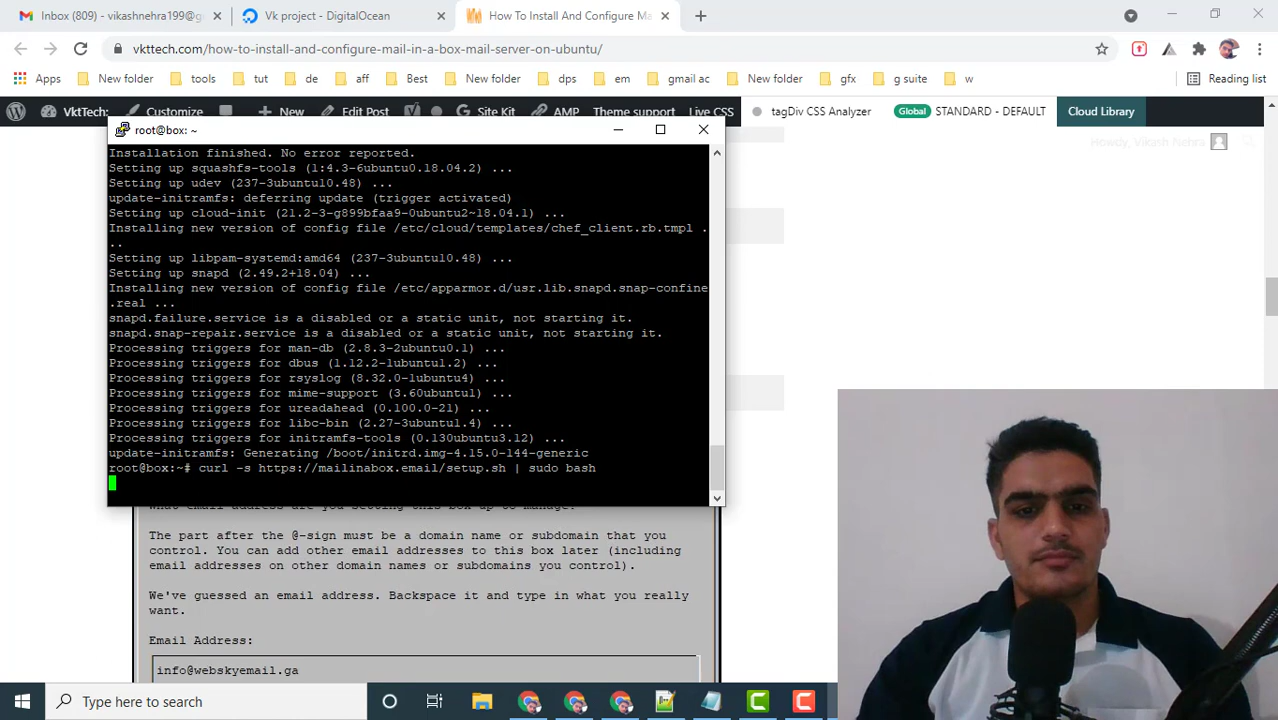 Inbox (809) - vikashnehra199@g
Vk project - DigitalOcean
How To Install And Configure Ma
vkttech.com/how-to-install-and-configure-mail-in-a-box-mail-server-on-ubuntu/
Apps New folder tools tut de aff Best New folder dps em gmail ac New folder gfx g suite w Reading list
VkTtech: Customize New Edit Post Site Kit AMP Theme support Live CSS tagDiv CSS Analyzer Global STANDARD - DEFAULT Cloud Library
Howdy, Vikash Nehra
root@box: ~
Installation finished. No error reported.
Setting up squashfs-tools (1:4.3-6ubuntu0.18.04.2) ...
Setting up udev (237-3ubuntu10.48) ...
update-initramfs: deferring update (trigger activated)
Setting up cloud-init (21.2-3-g899bfaa9-0ubuntu2~18.04.1) ...
Installing new version of config file /etc/cloud/templates/chef_client.rb.tmpl .
..
Setting up libpam-systemd:amd64 (237-3ubuntu10.48) ...
Setting up snapd (2.49.2+18.04) ...
Installing new version of config file /etc/apparmor.d/usr.lib.snapd.snap-confine
.real ...
snapd.failure.service is a disabled or a static unit, not starting it.
snapd.snap-repair.service is a disabled or a static unit, not starting it.
Processing triggers for man-db (2.8.3-2ubuntu0.1) ...
Processing triggers for dbus (1.12.2-1ubuntu1.2) ...
Processing triggers for rsyslog (8.32.0-1ubuntu4) ...
Processing triggers for mime-support (3.60ubuntu1) ...
Processing triggers for ureadahead (0.100.0-21) ...
Processing triggers for libc-bin (2.27-3ubuntu1.4) ...
Processing triggers for initramfs-tools (0.130ubuntu3.12) ...
update-initramfs: Generating /boot/initrd.img-4.15.0-144-generic
root@box:~# curl -s https://mailinabox.email/setup.sh | sudo bash
What email address are you setting this box up to manage?
The part after the @-sign must be a domain name or subdomain that you
control. You can add other email addresses to this box later (including
email addresses on other domain names or subdomains you control).
We've guessed an email address. Backspace it and type in what you really
want.
Email Address:
info@webskyemail.ga
Type here to search